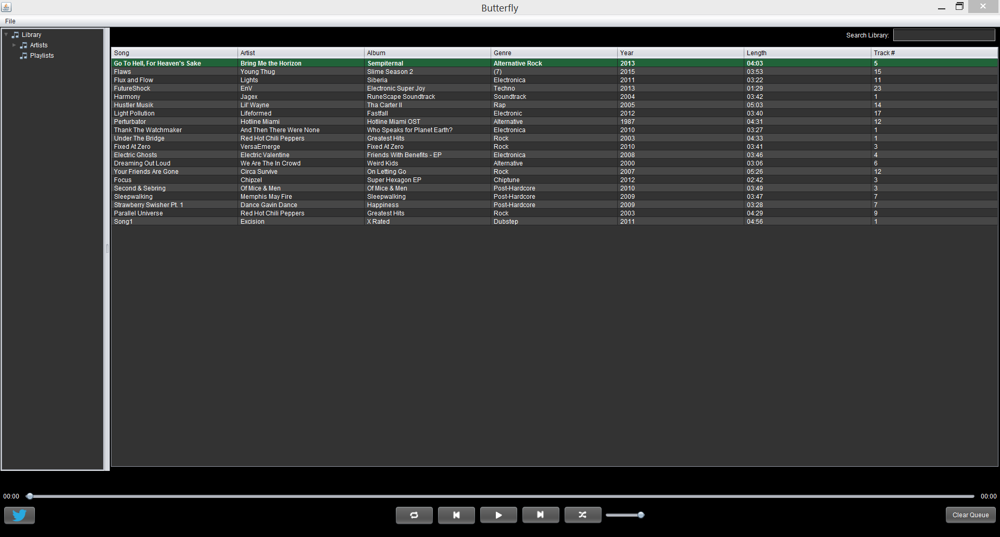 Butterfly
File
Library
Artists
Playlists
Search Library:
Song Artist Album Genre Year Length Track #
Go To Hell, For Heaven's Sake Bring Me the Horizon Sempiternal Alternative Rock 2013 04:03 5
Flaws Young Thug Slime Season 2 (7) 2015 03:53 15
Flux and Flow Lights Siberia Electronica 2011 03:22 11
FutureShock EnV Electronic Super Joy Techno 2013 01:29 23
Harmony Jagex RuneScape Soundtrack Soundtrack 2004 03:42 1
Hustler Musik Lil' Wayne Tha Carter II Rap 2005 05:03 14
Light Pollution Lifeformed Fastfall Electronic 2012 03:40 17
Perturbator Hotline Miami Hotline Miami OST Alternative 1987 04:31 12
Thank The Watchmaker And Then There Were None Who Speaks for Planet Earth? Electronica 2010 03:27 1
Under The Bridge Red Hot Chili Peppers Greatest Hits Rock 2003 04:33 1
Fixed At Zero VersaEmerge Fixed At Zero Rock 2010 03:41 3
Electric Ghosts Electric Valentine Friends With Benefits - EP Electronica 2008 03:46 4
Dreaming Out Loud We Are The In Crowd Weird Kids Alternative 2000 03:06 6
Your Friends Are Gone Circa Survive On Letting Go Rock 2007 05:26 12
Focus Chipzel Super Hexagon EP Chiptune 2012 02:42 3
Second & Sebring Of Mice & Men Of Mice & Men Post-Hardcore 2010 03:49 3
Sleepwalking Memphis May Fire Sleepwalking Post-Hardcore 2009 03:47 7
Strawberry Swisher Pt. 1 Dance Gavin Dance Happiness Post-Hardcore 2009 03:28 7
Parallel Universe Red Hot Chili Peppers Greatest Hits Rock 2003 04:29 9
Song1 Excision X Rated Dubstep 2011 04:56 1
00:00 00:00
Clear Queue